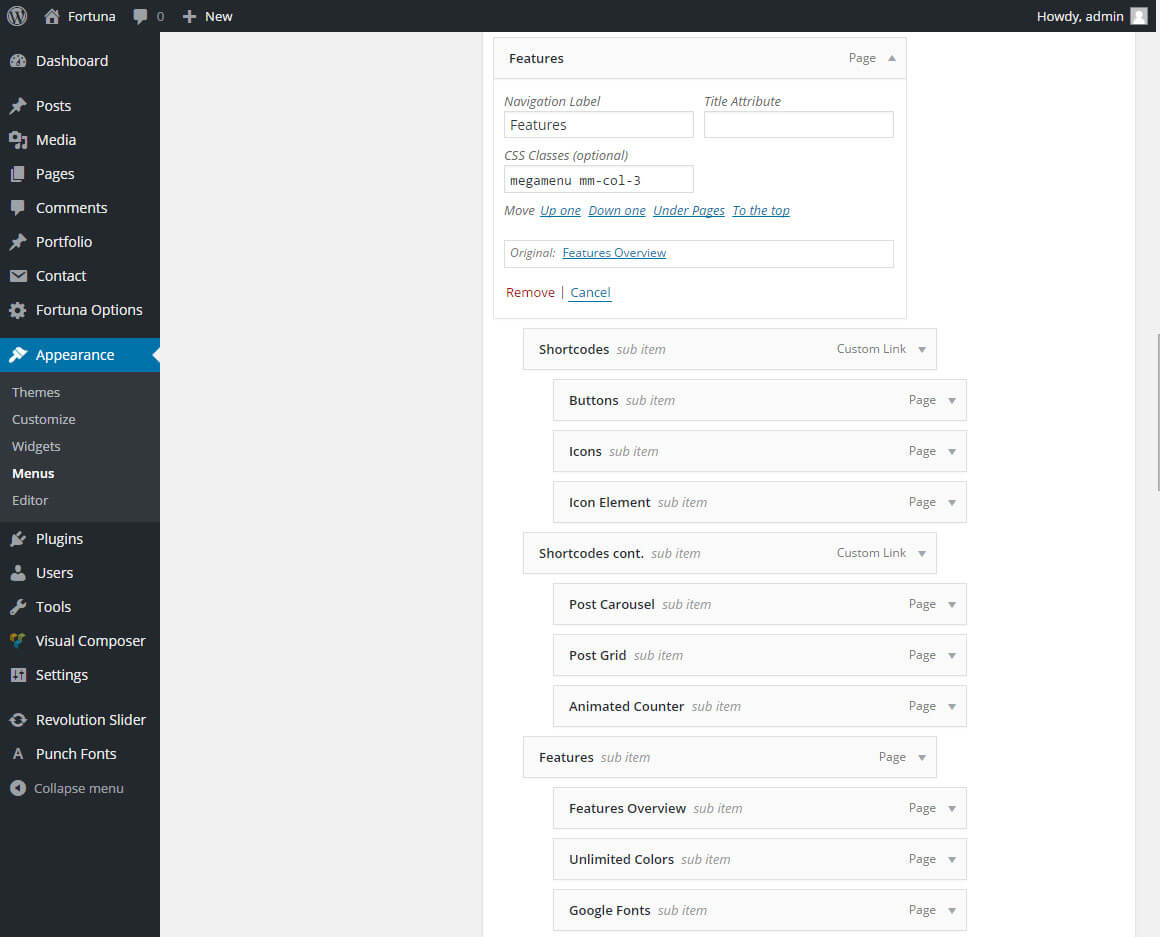 Fortuna 0 New Howdy, admin
Dashboard
Posts
Media
Pages
Comments
Portfolio
Contact
Fortuna Options
Appearance
Themes
Customize
Widgets
Menus
Editor
Plugins
Users
Tools
Visual Composer
Settings
Revolution Slider
Punch Fonts
Collapse menu
Features Page
Navigation Label Title Attribute
Features
CSS Classes (optional)
megamenu mm-col-3
Move Up one Down one Under Pages To the top
Original: Features Overview
Remove | Cancel
Shortcodes sub item Custom Link
Buttons sub item Page
Icons sub item Page
Icon Element sub item Page
Shortcodes cont. sub item Custom Link
Post Carousel sub item Page
Post Grid sub item Page
Animated Counter sub item Page
Features sub item Page
Features Overview sub item Page
Unlimited Colors sub item Page
Google Fonts sub item Page